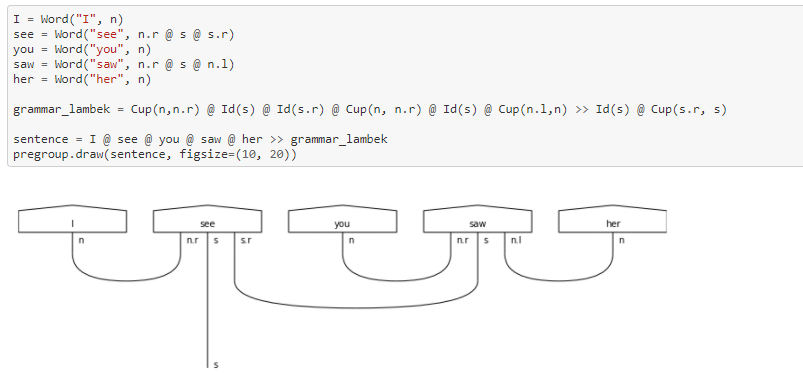 I = Word("I", n)
see = Word("see", n.r @ s @ s.r)
you = Word("you", n)
saw = Word("saw", n.r @ s @ n.l)
her = Word("her", n)
grammar_lambek = Cup(n,n.r) @ Id(s) @ Id(s.r) @ Cup(n, n.r) @ Id(s) @ Cup(n.l,n) >> Id(s) @ Cup(s.r, s)
sentence = I @ see @ you @ saw @ her >> grammar_lambek
pregroup.draw(sentence, figsize=(10, 20))
I see you saw her
n n.r s s.r n n.r s n.l n
s